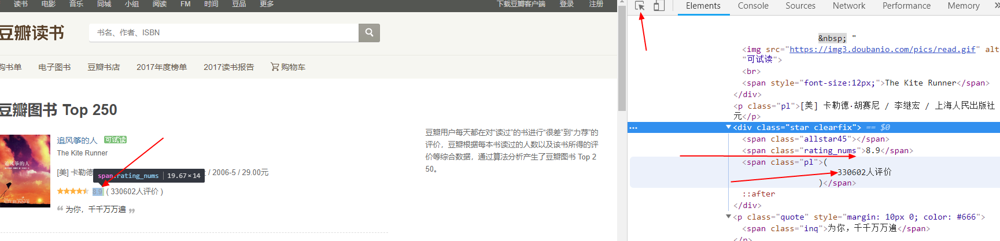 读书 电影 音乐 同城 小组 阅读 FM 时间 豆品 更多 下载豆瓣客户端 登录 注册
豆瓣读书
书名、作者、ISBN
购书单 电子图书 豆瓣书店 2017年度榜单 2017读书报告 购物车
豆瓣图书 Top 250
追风筝的人 可试读
The Kite Runner
[美] 卡勒德 / 2006-5 / 29.00元
span.rating_nums | 19.67×14
8.9 ( 330602人评价 )
“ 为你，千千万万遍 ”
追风筝的人
豆瓣用户每天都在对“读过”的书进行“很差”到“力荐”的
评价，豆瓣根据每本书读过的人数以及该书所得的评
价等综合数据，通过算法分析产生了豆瓣图书 Top 2
50。
Elements Console Sources Network Performance Memory »
&nbsp; "
<img src="https://img3.doubanio.com/pics/read.gif" alt
"可试读">
<br>
<span style="font-size:12px;">The Kite Runner</span>
</div>
<p class="pl">[美] 卡勒德·胡赛尼 / 李继宏 / 上海人民出版社
元</p>
… ▼<div class="star clearfix"> == $0
<span class="allstar45"></span>
<span class="rating_nums">8.9</span>
<span class="pl">(
330602人评价
)</span>
::after
</div>
▼<p class="quote" style="margin: 10px 0; color: #666">
<span class="inq">为你，千千万万遍</span>
</p>